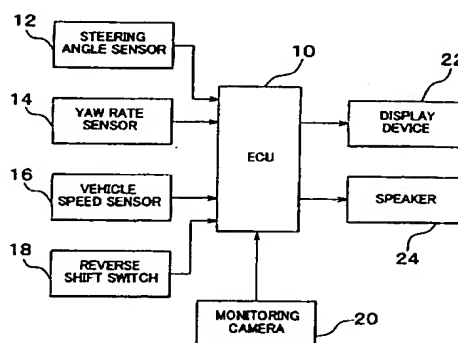 12
STEERING
ANGLE SENSOR
14
YAW RATE
SENSOR
16
VEHICLE
SPEED SENSOR
18
REVERSE
SHIFT SWITCH
10
ECU
MONITORING
CAMERA
20
22
DISPLAY
DEVICE
SPEAKER
24